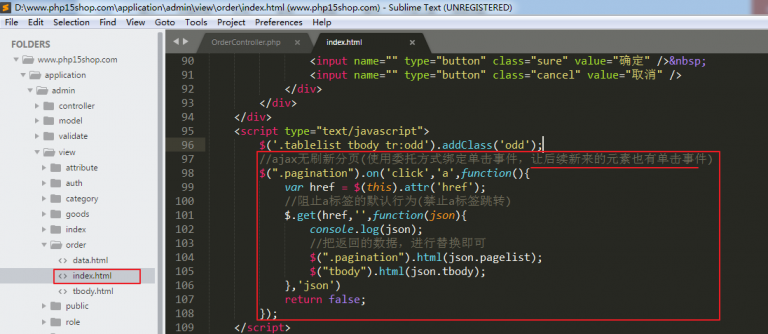 D:\www.php15shop.com\application\admin\view\order\index.html (www.php15shop.com) - Sublime Text (UNREGISTERED)
File Edit Selection Find View Goto Tools Project Preferences Help
FOLDERS
www.php15shop.com
application
admin
controller
model
validate
view
attribute
auth
category
goods
index
order
data.html
index.html
tbody.html
public
role
OrderController.php
index.html
90 <input name="" type="button" class="sure" value="确定" />&nbsp;
91 <input name="" type="button" class="cancel" value="取消" />
92 </div>
93 </div>
94 </div>
95 <script type="text/javascript">
96 $('.tablelist tbody tr:odd').addClass('odd');
97 //ajax无刷新分页(使用委托方式绑定单击事件, 让后续新来的元素也有单击事件)
98 $(".pagination").on('click','a',function(){
99 var href = $(this).attr('href');
100 //阻止a标签的默认行为(禁止a标签跳转)
101 $.get(href,'',function(json){
102 console.log(json);
103 //把返回的数据, 进行替换即可
104 $(".pagination").html(json.pagelist);
105 $("tbody").html(json.tbody);
106 },'json')
107 return false;
108 });
109 </script>